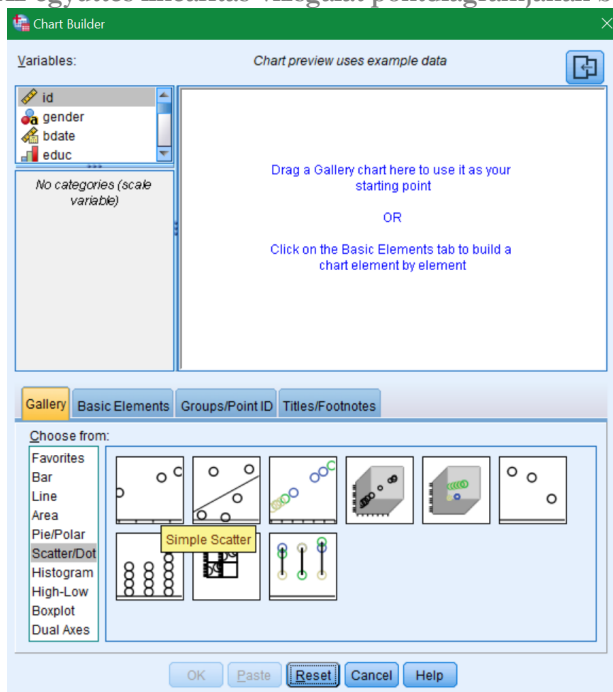 Chart Builder
Variables:
Chart preview uses example data
id
gender
bdate
educ
No categories (scale
variable)
Drag a Gallery chart here to use it as your
starting point
OR
Click on the Basic Elements tab to build a
chart element by element
Gallery
Basic Elements
Groups/Point ID
Titles/Footnotes
Choose from:
Favorites
Bar
Line
Area
Pie/Polar
Scatter/Dot
Histogram
High-Low
Boxplot
Dual Axes
Simple Scatter
OK
Paste
Reset
Cancel
Help